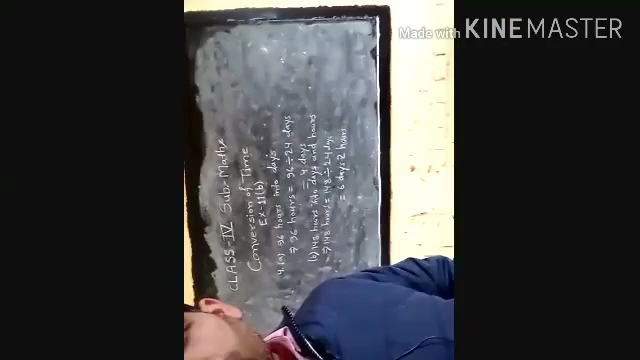 Made with KINEMASTER
CLASS-IV Sub-Maths
Conversion of Time
Ex-11(b)
4.(a) 96 hours into days
⇒ 96 hours = 96 ÷ 24 days
= 4 days
(b) 148 hours into days and hours
⇒ 148 hours = 148 ÷ 24 days
= 6 days 2 hours